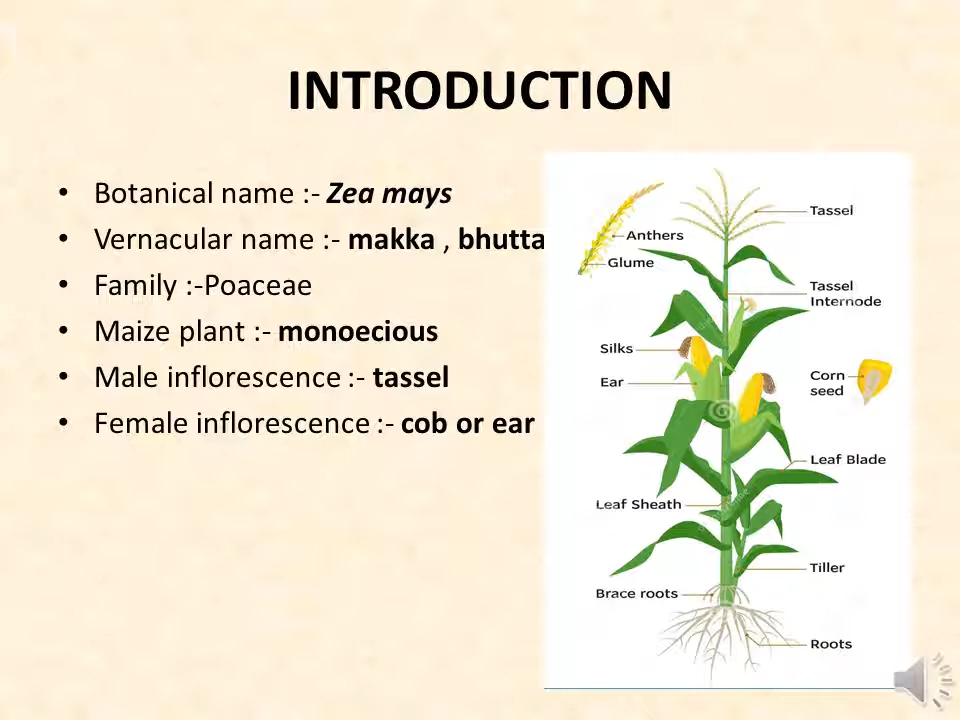 INTRODUCTION
• Botanical name :- Zea mays
• Vernacular name :- makka , bhutta
• Family :-Poaceae
• Maize plant :- monoecious
• Male inflorescence :- tassel
• Female inflorescence :- cob or ear
Tassel
Anthers
Glume
Tassel
Internode
Silks
Ear
Corn
seed
Leaf Blade
Leaf Sheath
Tiller
Brace roots
Roots